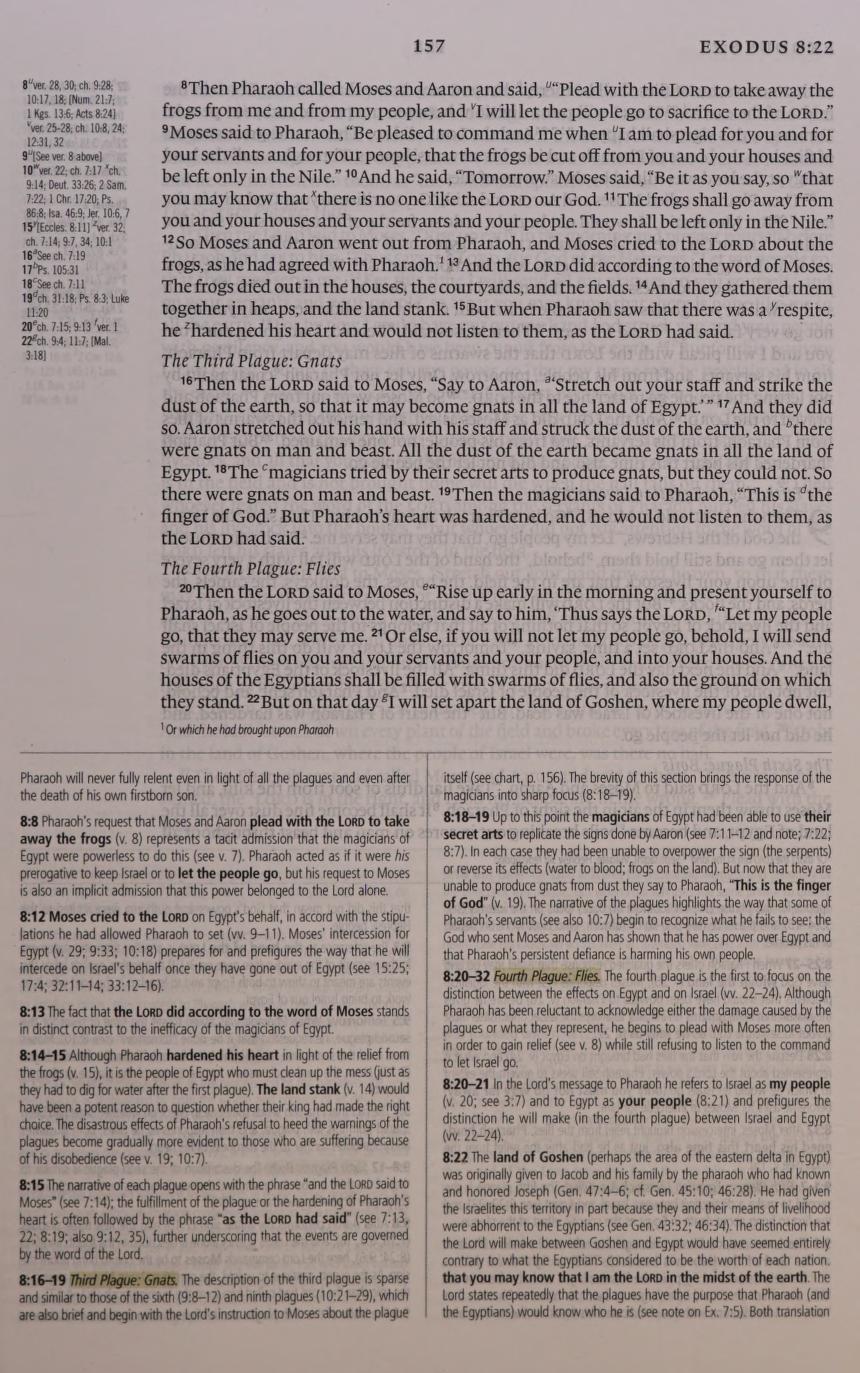 157
EXODUS 8:22
8 u ver. 28, 30; ch. 9:28;
10:17, 18; [Num. 21:7;
1 Kgs. 13:6; Acts 8:24]
v ver. 25-28; ch. 10:8, 24;
12:31, 32
9 u [See ver. 8 above]
10 w ver. 22; ch. 7:17 x ch.
9:14; Deut. 33:26; 2 Sam.
7:22; 1 Chr. 17:20; Ps.
86:8; Isa. 46:9; Jer. 10:6, 7
15 y [Eccles. 8:11] z ver. 32;
ch. 7:14; 9:7, 34; 10:1
16 a See ch. 7:19
17 b Ps. 105:31
18 c See ch. 7:11
19 d ch. 31:18; Ps. 8:3; Luke
11:20
20 e ch. 7:15; 9:13 f ver. 1
22 g ch. 9:4; 11:7; [Mal.
3:18]
8 Then Pharaoh called Moses and Aaron and said, u “Plead with the LORD to take away the
frogs from me and from my people, and v I will let the people go to sacrifice to the LORD.”
9 Moses said to Pharaoh, “Be pleased to command me when u I am to plead for you and for
your servants and for your people, that the frogs be cut off from you and your houses and
be left only in the Nile.” 10 And he said, “Tomorrow.” Moses said, “Be it as you say, so w that
you may know that x there is no one like the LORD our God. 11 The frogs shall go away from
you and your houses and your servants and your people. They shall be left only in the Nile.”
12 So Moses and Aaron went out from Pharaoh, and Moses cried to the LORD about the
frogs, as he had agreed with Pharaoh. 1 13 And the LORD did according to the word of Moses.
The frogs died out in the houses, the courtyards, and the fields. 14 And they gathered them
together in heaps, and the land stank. 15 But when Pharaoh saw that there was a y respite,
he z hardened his heart and would not listen to them, as the LORD had said.
The Third Plague: Gnats
16 Then the LORD said to Moses, “Say to Aaron, a ‘Stretch out your staff and strike the
dust of the earth, so that it may become gnats in all the land of Egypt.’” 17 And they did
so. Aaron stretched out his hand with his staff and struck the dust of the earth, and b there
were gnats on man and beast. All the dust of the earth became gnats in all the land of
Egypt. 18 The c magicians tried by their secret arts to produce gnats, but they could not. So
there were gnats on man and beast. 19 Then the magicians said to Pharaoh, “This is d the
finger of God.” But Pharaoh’s heart was hardened, and he would not listen to them, as
the LORD had said.
The Fourth Plague: Flies
20 Then the LORD said to Moses, e “Rise up early in the morning and present yourself to
Pharaoh, as he goes out to the water, and say to him, ‘Thus says the LORD, f “Let my people
go, that they may serve me. 21 Or else, if you will not let my people go, behold, I will send
swarms of flies on you and your servants and your people, and into your houses. And the
houses of the Egyptians shall be filled with swarms of flies, and also the ground on which
they stand. 22 But on that day g I will set apart the land of Goshen, where my people dwell,
1 Or which he had brought upon Pharaoh
Pharaoh will never fully relent even in light of all the plagues and even after
the death of his own firstborn son.
8:8 Pharaoh’s request that Moses and Aaron plead with the LORD to take
away the frogs (v. 8) represents a tacit admission that the magicians of
Egypt were powerless to do this (see v. 7). Pharaoh acted as if it were his
prerogative to keep Israel or to let the people go, but his request to Moses
is also an implicit admission that this power belonged to the Lord alone.
8:12 Moses cried to the LORD on Egypt’s behalf, in accord with the stipu-
lations he had allowed Pharaoh to set (vv. 9–11). Moses’ intercession for
Egypt (v. 29; 9:33; 10:18) prepares for and prefigures the way that he will
intercede on Israel’s behalf once they have gone out of Egypt (see 15:25;
17:4; 32:11–14; 33:12–16).
8:13 The fact that the LORD did according to the word of Moses stands
in distinct contrast to the inefficacy of the magicians of Egypt.
8:14–15 Although Pharaoh hardened his heart in light of the relief from
the frogs (v. 15), it is the people of Egypt who must clean up the mess (just as
they had to dig for water after the first plague). The land stank (v. 14) would
have been a potent reason to question whether their king had made the right
choice. The disastrous effects of Pharaoh’s refusal to heed the warnings of the
plagues become gradually more evident to those who are suffering because
of his disobedience (see v. 19; 10:7).
8:15 The narrative of each plague opens with the phrase “and the LORD said to
Moses” (see 7:14); the fulfillment of the plague or the hardening of Pharaoh’s
heart is often followed by the phrase “as the LORD had said” (see 7:13,
22; 8:19; also 9:12, 35), further underscoring that the events are governed
by the word of the Lord.
8:16–19 Third Plague: Gnats. The description of the third plague is sparse
and similar to those of the sixth (9:8–12) and ninth plagues (10:21–29), which
are also brief and begin with the Lord’s instruction to Moses about the plague
itself (see chart, p. 156). The brevity of this section brings the response of the
magicians into sharp focus (8:18–19).
8:18–19 Up to this point the magicians of Egypt had been able to use their
secret arts to replicate the signs done by Aaron (see 7:11–12 and note; 7:22;
8:7). In each case they had been unable to overpower the sign (the serpents)
or reverse its effects (water to blood; frogs on the land). But now that they are
unable to produce gnats from dust they say to Pharaoh, “This is the finger
of God” (v. 19). The narrative of the plagues highlights the way that some of
Pharaoh’s servants (see also 10:7) begin to recognize what he fails to see; the
God who sent Moses and Aaron has shown that he has power over Egypt and
that Pharaoh’s persistent defiance is harming his own people.
8:20–32 Fourth Plague: Flies. The fourth plague is the first to focus on the
distinction between the effects on Egypt and on Israel (vv. 22–24). Although
Pharaoh has been reluctant to acknowledge either the damage caused by the
plagues or what they represent, he begins to plead with Moses more often
in order to gain relief (see v. 8) while still refusing to listen to the command
to let Israel go.
8:20–21 In the Lord’s message to Pharaoh he refers to Israel as my people
(v. 20; see 3:7) and to Egypt as your people (8:21) and prefigures the
distinction he will make (in the fourth plague) between Israel and Egypt
(vv. 22–24).
8:22 The land of Goshen (perhaps the area of the eastern delta in Egypt)
was originally given to Jacob and his family by the pharaoh who had known
and honored Joseph (Gen. 47:4–6; cf. Gen. 45:10; 46:28). He had given
the Israelites this territory in part because they and their means of livelihood
were abhorrent to the Egyptians (see Gen. 43:32; 46:34). The distinction that
the Lord will make between Goshen and Egypt would have seemed entirely
contrary to what the Egyptians considered to be the worth of each nation.
that you may know that I am the LORD in the midst of the earth. The
Lord states repeatedly that the plagues have the purpose that Pharaoh (and
the Egyptians) would know who he is (see note on Ex. 7:5). Both translation